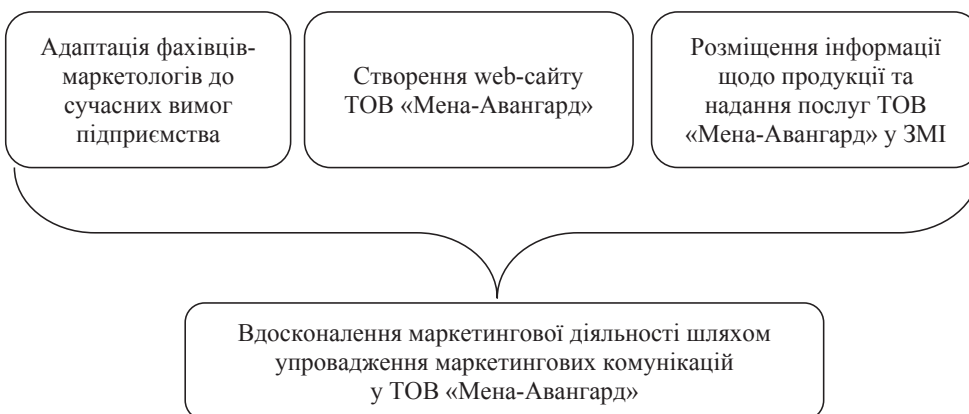 Адаптація фахівців-
маркетологів до
сучасних вимог
підприємства
Створення web-сайту
ТОВ «Мена-Авангард»
Розміщення інформації
щодо продукції та
надання послуг ТОВ
«Мена-Авангард» у ЗМІ
Вдосконалення маркетингової діяльності шляхом
упровадження маркетингових комунікацій
у ТОВ «Мена-Авангард»